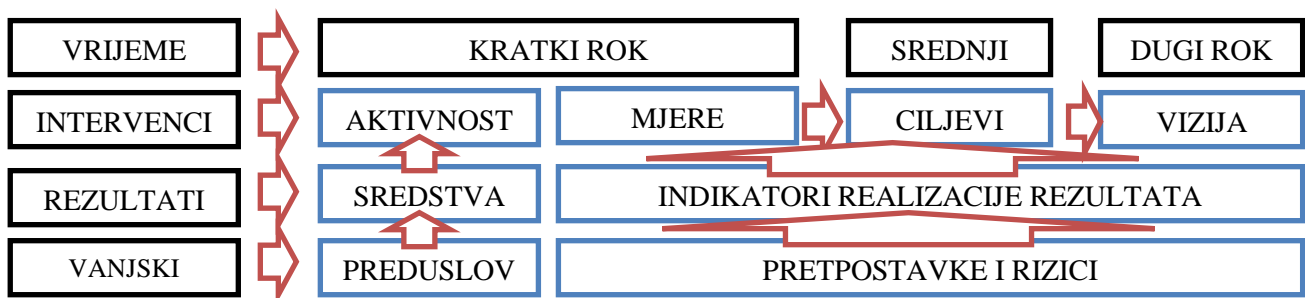 VRIJEME KRATKI ROK SREDNJI DUGI ROK
INTERVENCI AKTIVNOST MJERE CILJEVI VIZIJA
REZULTATI SREDSTVA INDIKATORI REALIZACIJE REZULTATA
VANJSKI PREDUSLOV PRETPOSTAVKE I RIZICI